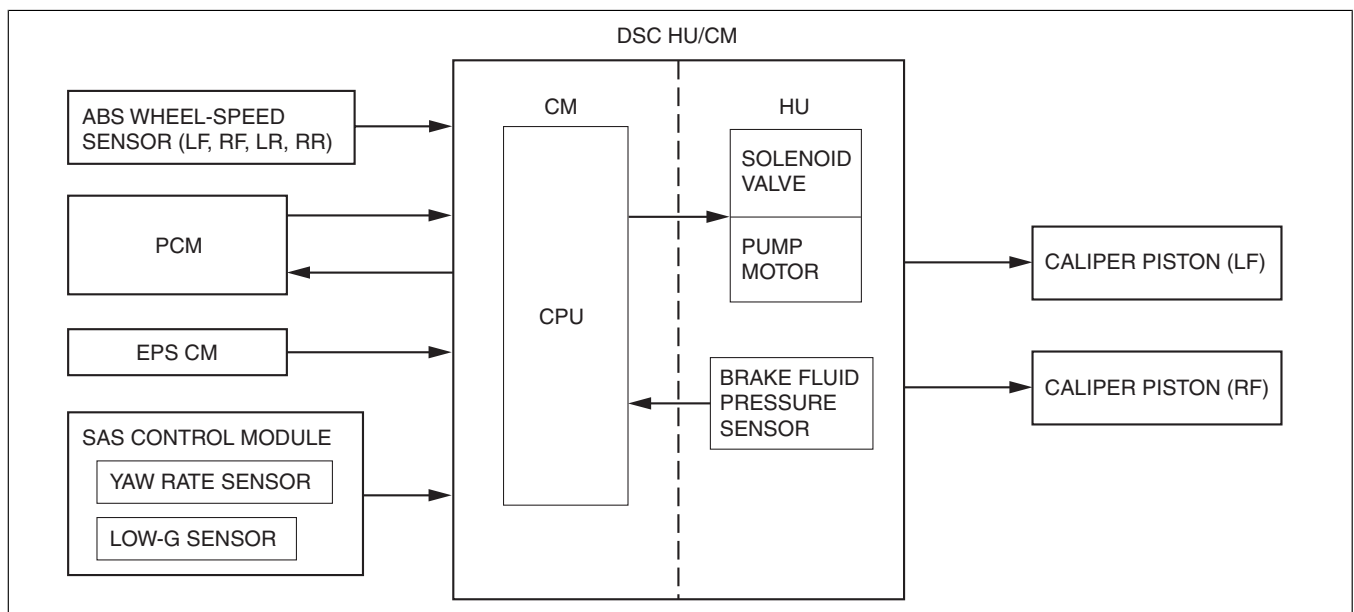 DSC HU/CM
ABS WHEEL-SPEED
SENSOR (LF, RF, LR, RR)
PCM
EPS CM
SAS CONTROL MODULE
YAW RATE SENSOR
LOW-G SENSOR
CM
CPU
HU
SOLENOID
VALVE
PUMP
MOTOR
BRAKE FLUID
PRESSURE
SENSOR
CALIPER PISTON (LF)
CALIPER PISTON (RF)